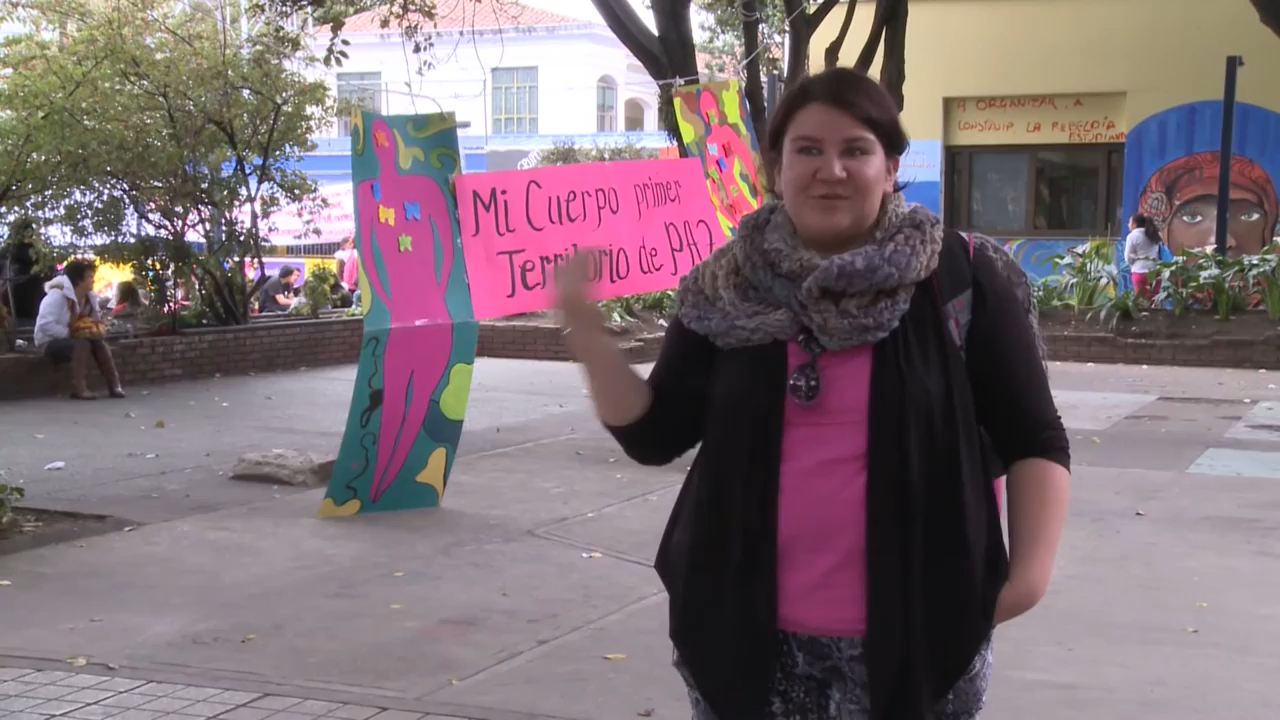 Mi Cuerpo primer
Territorio de PAZ
A ORGANIZAR A
CONSTRUIR LA REBELDIA
ESTUDIANTIL